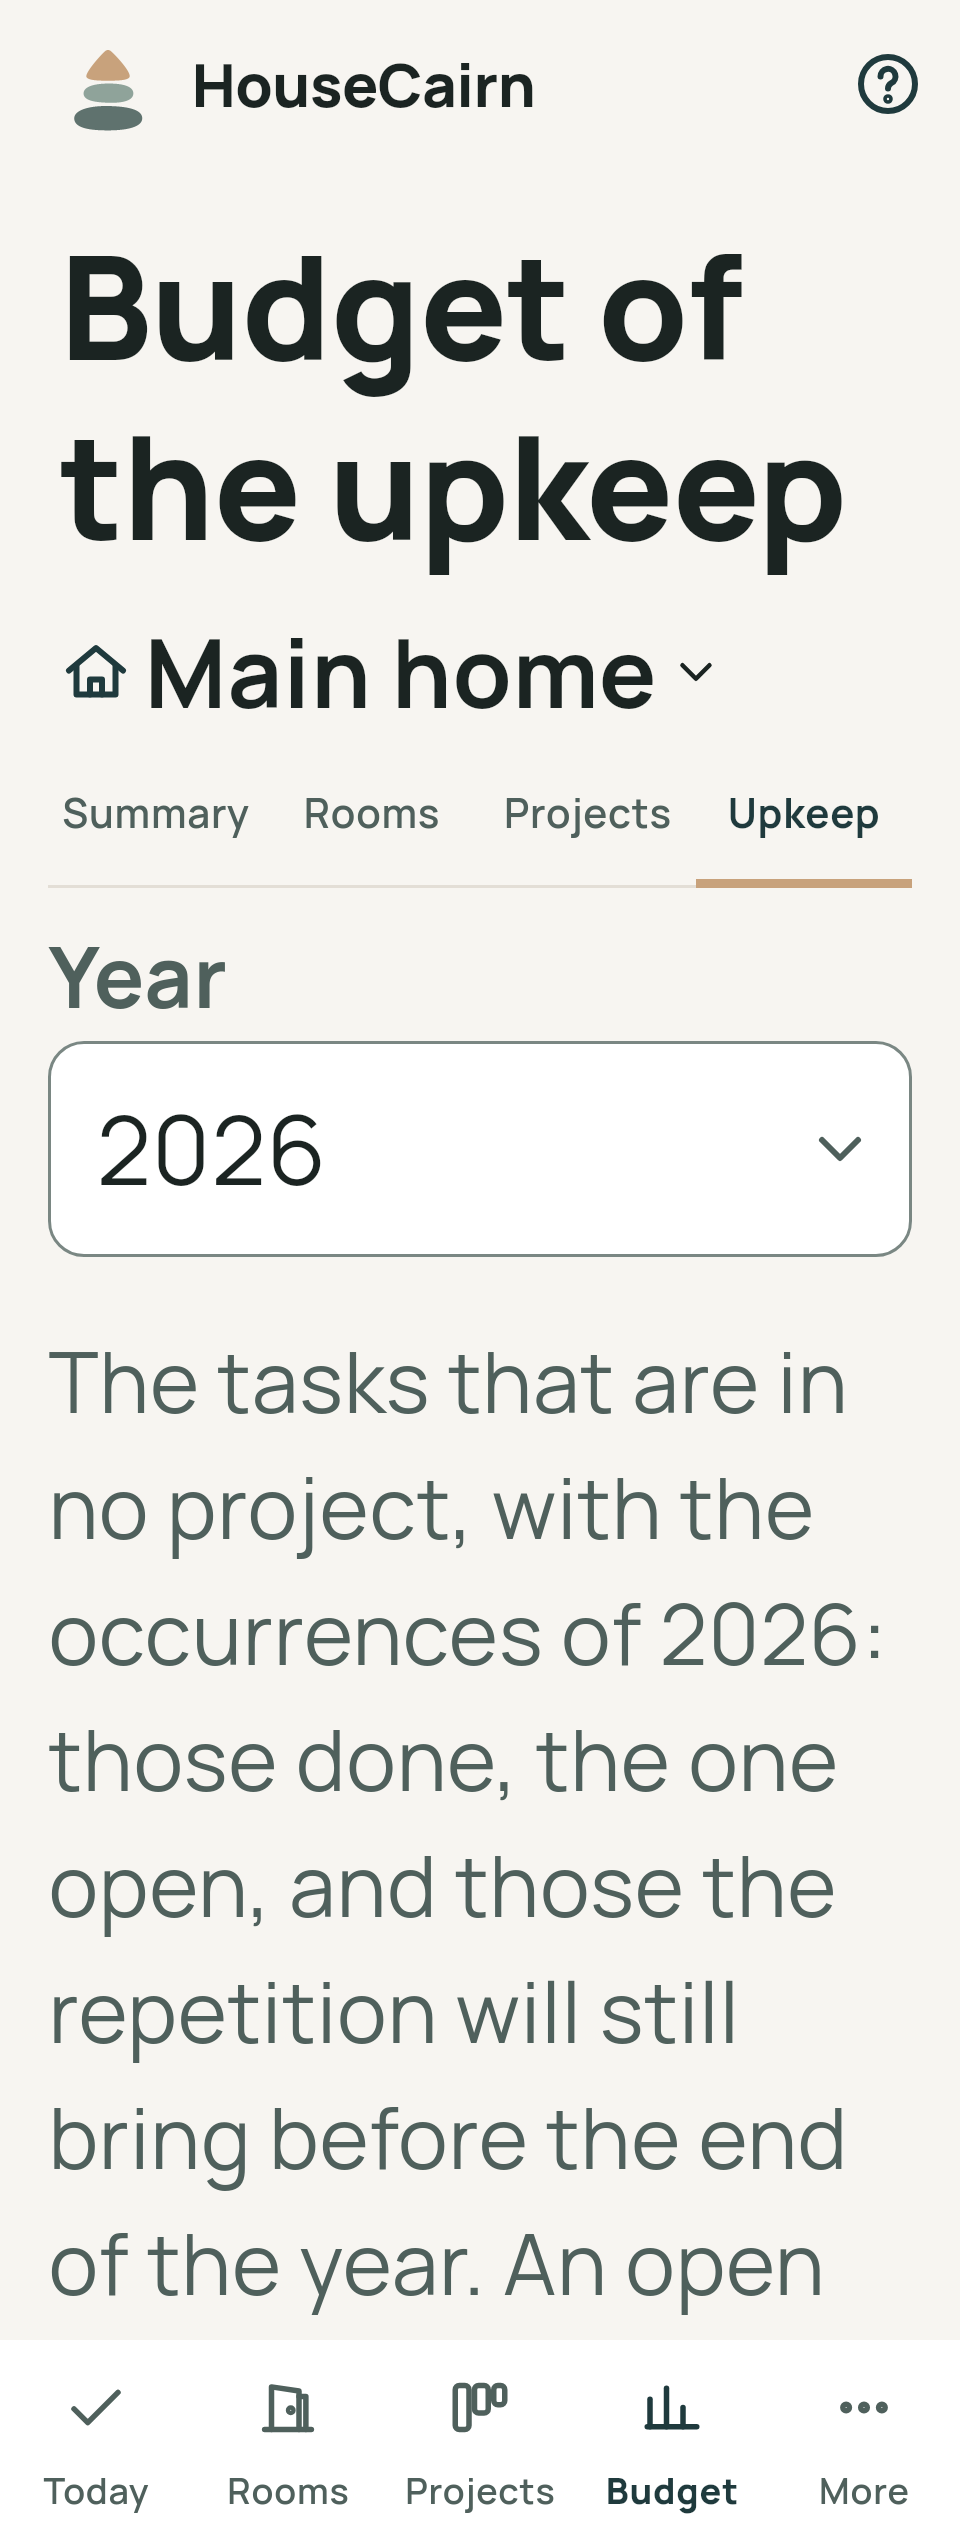 HouseCairn
Budget of
the upkeep
Main home
Summary Rooms Projects Upkeep
Year
2026
The tasks that are in
no project, with the
occurrences of 2026:
those done, the one
open, and those the
repetition will still
bring before the end
of the year. An open
Today Rooms Projects Budget More